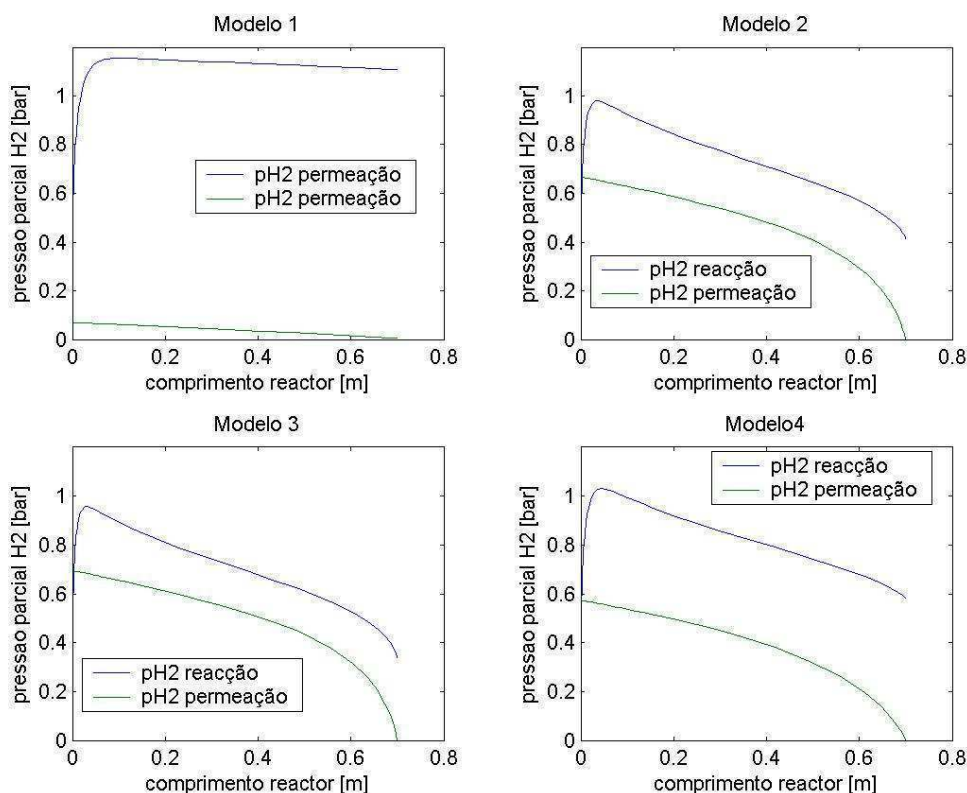 Modelo 1
pressao parcial H2 [bar]
1
0.8
0.6
0.4
0.2
0
pH2 permeação
pH2 permeação
0 0.2 0.4 0.6 0.8
comprimento reactor [m]
Modelo 2
pressão parcial H2 [bar]
1
0.8
0.6
0.4
0.2
0
pH2 reacção
pH2 permeação
0 0.2 0.4 0.6 0.8
comprimento reactor [m]
Modelo 3
pressao parcial H2 [bar]
1
0.8
0.6
0.4
0.2
0
pH2 reacção
pH2 permeação
0 0.2 0.4 0.6 0.8
comprimento reactor [m]
Modelo4
pressão parcial H2 [bar]
1
0.8
0.6
0.4
0.2
0
pH2 reacção
pH2 permeação
0 0.2 0.4 0.6 0.8
comprimento reactor [m]